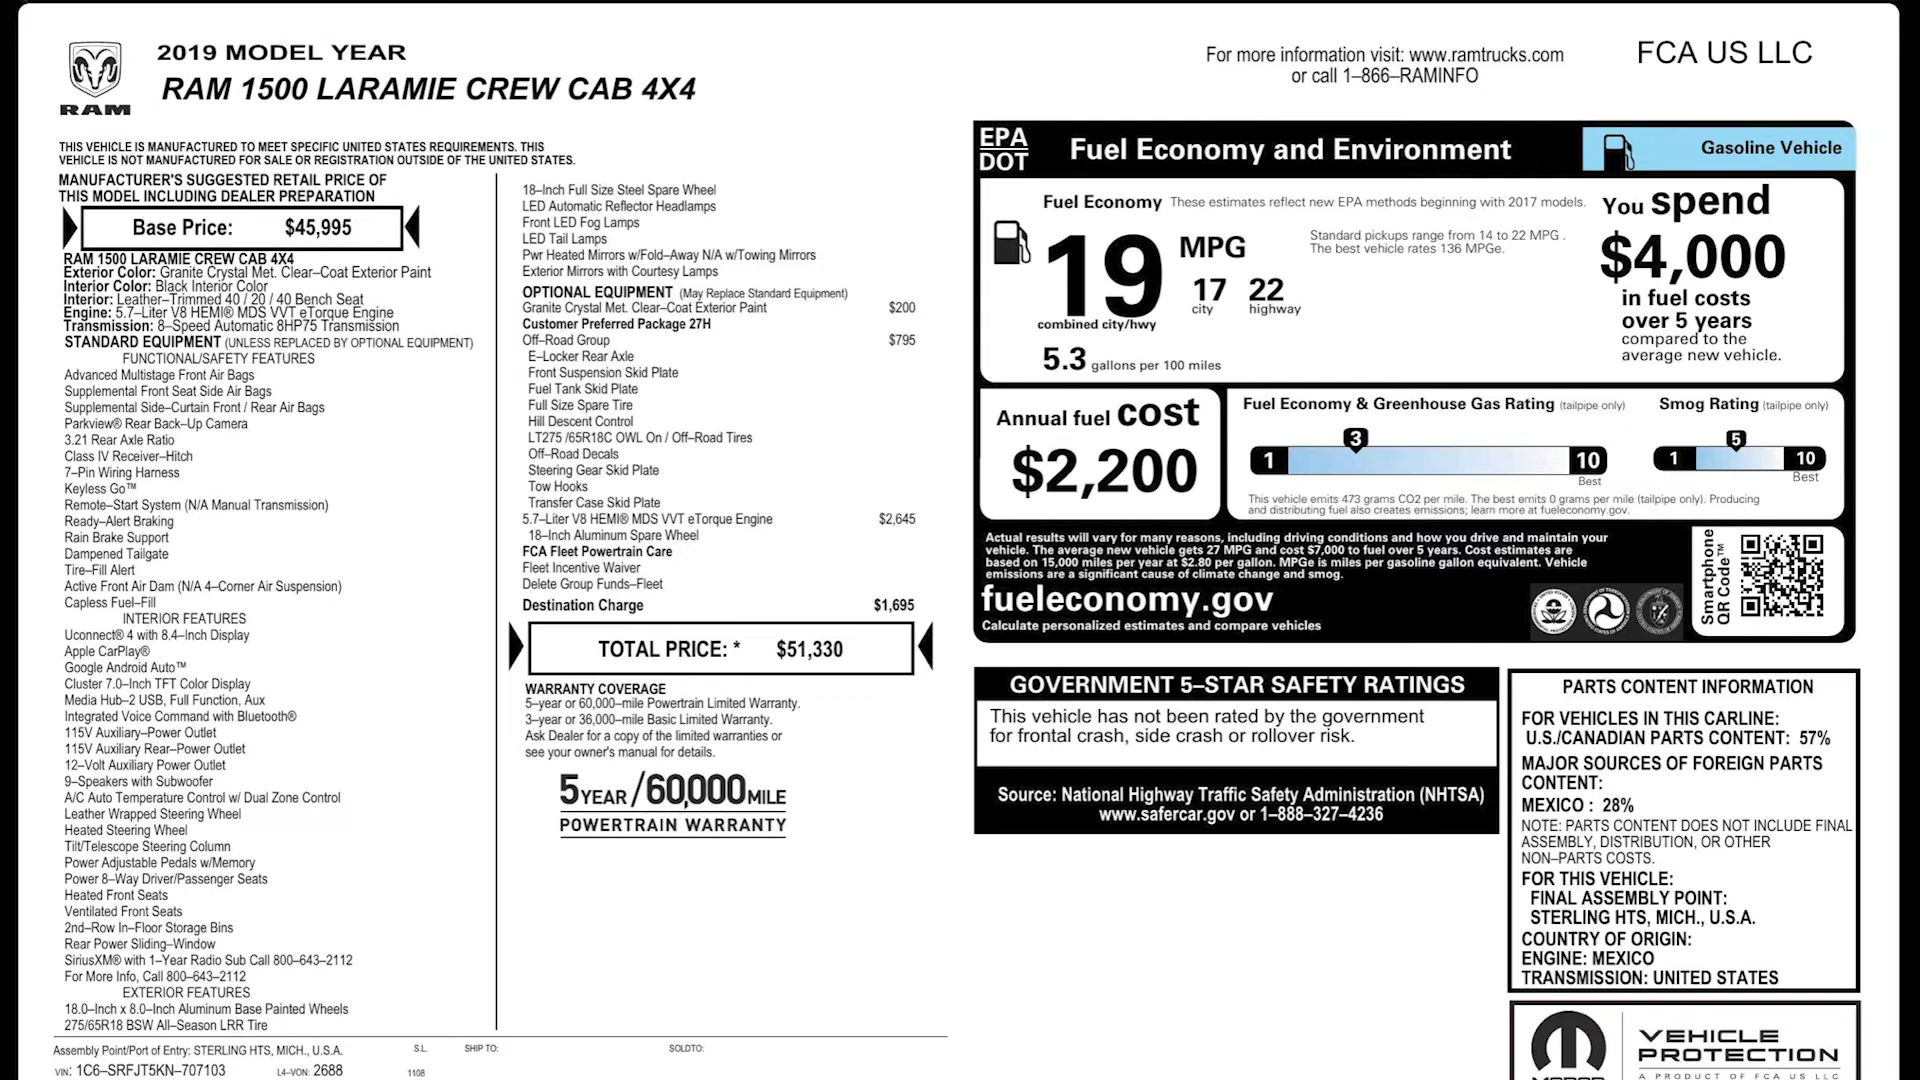 2019 MODEL YEAR
RAM 1500 LARAMIE CREW CAB 4X4
RAM
For more information visit: www.ramtrucks.com
or call 1–866–RAMINFO
FCA US LLC
THIS VEHICLE IS MANUFACTURED TO MEET SPECIFIC UNITED STATES REQUIREMENTS. THIS
VEHICLE IS NOT MANUFACTURED FOR SALE OR REGISTRATION OUTSIDE OF THE UNITED STATES.
MANUFACTURER'S SUGGESTED RETAIL PRICE OF
THIS MODEL INCLUDING DEALER PREPARATION
Base Price: $45,995
RAM 1500 LARAMIE CREW CAB 4X4
Exterior Color: Granite Crystal Met. Clear–Coat Exterior Paint
Interior Color: Black Interior Color
Interior: Leather–Trimmed 40 / 20 / 40 Bench Seat
Engine: 5.7–Liter V8 HEMI® MDS VVT eTorque Engine
Transmission: 8–Speed Automatic 8HP75 Transmission
STANDARD EQUIPMENT (UNLESS REPLACED BY OPTIONAL EQUIPMENT)
FUNCTIONAL/SAFETY FEATURES
Advanced Multistage Front Air Bags
Supplemental Front Seat Side Air Bags
Supplemental Side–Curtain Front / Rear Air Bags
Parkview® Rear Back–Up Camera
3.21 Rear Axle Ratio
Class IV Receiver–Hitch
7–Pin Wiring Harness
Keyless Go™
Remote–Start System (N/A Manual Transmission)
Ready–Alert Braking
Rain Brake Support
Dampened Tailgate
Tire–Fill Alert
Active Front Air Dam (N/A 4–Corner Air Suspension)
Capless Fuel–Fill
INTERIOR FEATURES
Uconnect® 4 with 8.4–Inch Display
Apple CarPlay®
Google Android Auto™
Cluster 7.0–Inch TFT Color Display
Media Hub–2 USB, Full Function, Aux
Integrated Voice Command with Bluetooth®
115V Auxiliary–Power Outlet
115V Auxiliary Rear–Power Outlet
12–Volt Auxiliary Power Outlet
9–Speakers with Subwoofer
A/C Auto Temperature Control w/ Dual Zone Control
Leather Wrapped Steering Wheel
Heated Steering Wheel
Tilt/Telescope Steering Column
Power Adjustable Pedals w/Memory
Power 8–Way Driver/Passenger Seats
Heated Front Seats
Ventilated Front Seats
2nd–Row In–Floor Storage Bins
Rear Power Sliding–Window
SiriusXM® with 1–Year Radio Sub Call 800–643–2112
For More Info, Call 800–643–2112
EXTERIOR FEATURES
18.0–Inch x 8.0–Inch Aluminum Base Painted Wheels
275/65R18 BSW All–Season LRR Tire
18–Inch Full Size Steel Spare Wheel
LED Automatic Reflector Headlamps
Front LED Fog Lamps
LED Tail Lamps
Pwr Heated Mirrors w/Fold–Away N/A w/Towing Mirrors
Exterior Mirrors with Courtesy Lamps
OPTIONAL EQUIPMENT (May Replace Standard Equipment)
Granite Crystal Met. Clear–Coat Exterior Paint $200
Customer Preferred Package 27H
Off–Road Group $795
E–Locker Rear Axle
Front Suspension Skid Plate
Fuel Tank Skid Plate
Full Size Spare Tire
Hill Descent Control
LT275 /65R18C OWL On / Off–Road Tires
Off–Road Decals
Steering Gear Skid Plate
Tow Hooks
Transfer Case Skid Plate
5.7–Liter V8 HEMI® MDS VVT eTorque Engine $2,645
18–Inch Aluminum Spare Wheel
FCA Fleet Powertrain Care
Fleet Incentive Waiver
Delete Group Funds–Fleet
Destination Charge $1,695
TOTAL PRICE: * $51,330
WARRANTY COVERAGE
5–year or 60,000–mile Powertrain Limited Warranty.
3–year or 36,000–mile Basic Limited Warranty.
Ask Dealer for a copy of the limited warranties or
see your owner's manual for details.
5YEAR/60,000MILE
POWERTRAIN WARRANTY
Assembly Point/Port of Entry: STERLING HTS, MICH., U.S.A.
VIN: 1C6–SRFJT5KN–707103 L4–VON: 2688
S.L. SHIP TO: SOLDTO:
1108
EPA
DOT
Fuel Economy and Environment
Gasoline Vehicle
Fuel Economy These estimates reflect new EPA methods beginning with 2017 models.
19 MPG
17 22
city highway
combined city/hwy
5.3 gallons per 100 miles
Standard pickups range from 14 to 22 MPG .
The best vehicle rates 136 MPGe.
You spend
$4,000
in fuel costs
over 5 years
compared to the
average new vehicle.
Annual fuel cost
$2,200
Fuel Economy & Greenhouse Gas Rating (tailpipe only)
3
1 10
Best
Smog Rating (tailpipe only)
5
1 10
Best
This vehicle emits 473 grams CO2 per mile. The best emits 0 grams per mile (tailpipe only). Producing
and distributing fuel also creates emissions; learn more at fueleconomy.gov.
Actual results will vary for many reasons, including driving conditions and how you drive and maintain your
vehicle. The average new vehicle gets 27 MPG and cost $7,000 to fuel over 5 years. Cost estimates are
based on 15,000 miles per year at $2.80 per gallon. MPGe is miles per gasoline gallon equivalent. Vehicle
emissions are a significant cause of climate change and smog.
fueleconomy.gov
Calculate personalized estimates and compare vehicles
Smartphone
QR Code™
GOVERNMENT 5–STAR SAFETY RATINGS
This vehicle has not been rated by the government
for frontal crash, side crash or rollover risk.
Source: National Highway Traffic Safety Administration (NHTSA)
www.safercar.gov or 1–888–327–4236
PARTS CONTENT INFORMATION
FOR VEHICLES IN THIS CARLINE:
U.S./CANADIAN PARTS CONTENT: 57%
MAJOR SOURCES OF FOREIGN PARTS
CONTENT:
MEXICO : 28%
NOTE: PARTS CONTENT DOES NOT INCLUDE FINAL
ASSEMBLY, DISTRIBUTION, OR OTHER
NON–PARTS COSTS.
FOR THIS VEHICLE:
FINAL ASSEMBLY POINT:
STERLING HTS, MICH., U.S.A.
COUNTRY OF ORIGIN:
ENGINE: MEXICO
TRANSMISSION: UNITED STATES
VEHICLE
PROTECTION
A PRODUCT OF FCA US LLC